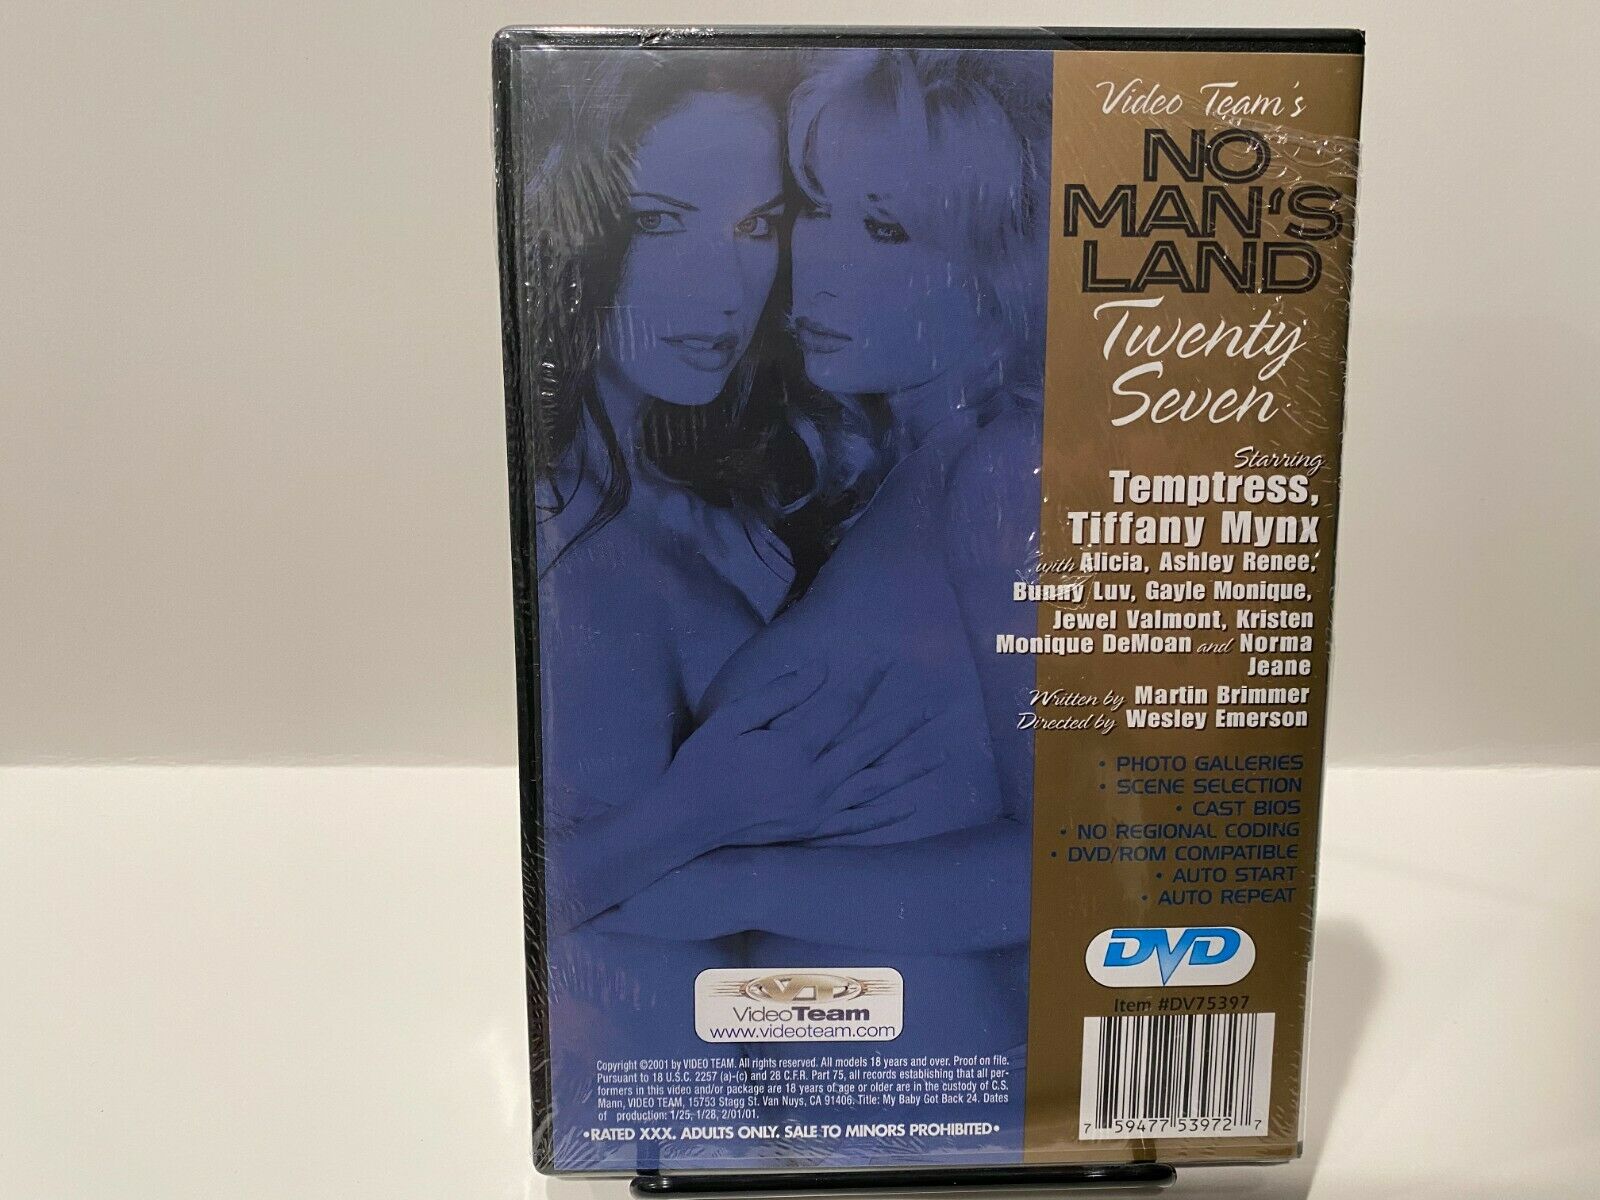 Video Team's
NO
MAN'S
LAND
Twenty
Seven
Starring
Temptress,
Tiffany Mynx
with Alicia, Ashley Renee,
Bunny Luv, Gayle Monique,
Jewel Valmont, Kristen
Monique DeMoan and Norma
Jeane
Written by Martin Brimmer
Directed by Wesley Emerson
• PHOTO GALLERIES
• SCENE SELECTION
• CAST BIOS
• NO REGIONAL CODING
• DVD/ROM COMPATIBLE
• AUTO START
• AUTO REPEAT
DVD
Item #DV75397
7 59477 53972 7
VT
VideoTeam
www.videoteam.com
Copyright ©2001 by VIDEO TEAM. All rights reserved. All models 18 years and over. Proof on file.
Pursuant to 18 U.S.C. 2257 (a)-(c) and 28 C.F.R. Part 75, all records establishing that all per-
formers in this video and/or package are 18 years of age or older are in the custody of C.S.
Mann, VIDEO TEAM, 15753 Stagg St. Van Nuys, CA 91406. Title: My Baby Got Back 24. Dates
of production: 1/25, 1/28, 2/01/01.
•RATED XXX. ADULTS ONLY. SALE TO MINORS PROHIBITED•